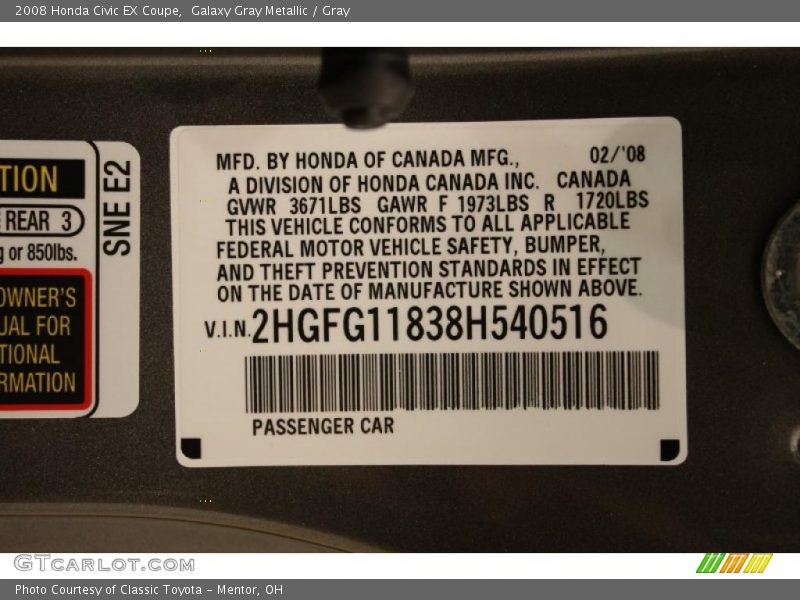 2008 Honda Civic EX Coupe, Galaxy Gray Metallic / Gray
MFD. BY HONDA OF CANADA MFG., 02/'08
A DIVISION OF HONDA CANADA INC. CANADA
GVWR 3671LBS GAWR F 1973LBS R 1720LBS
THIS VEHICLE CONFORMS TO ALL APPLICABLE
FEDERAL MOTOR VEHICLE SAFETY, BUMPER,
AND THEFT PREVENTION STANDARDS IN EFFECT
ON THE DATE OF MANUFACTURE SHOWN ABOVE.
V.I.N. 2HGFG11838H540516
PASSENGER CAR
TION
REAR 3
g or 850lbs.
OWNER'S
UAL FOR
TIONAL
RMATION
SNE E2
GTCARLOT.COM
Photo Courtesy of Classic Toyota - Mentor, OH